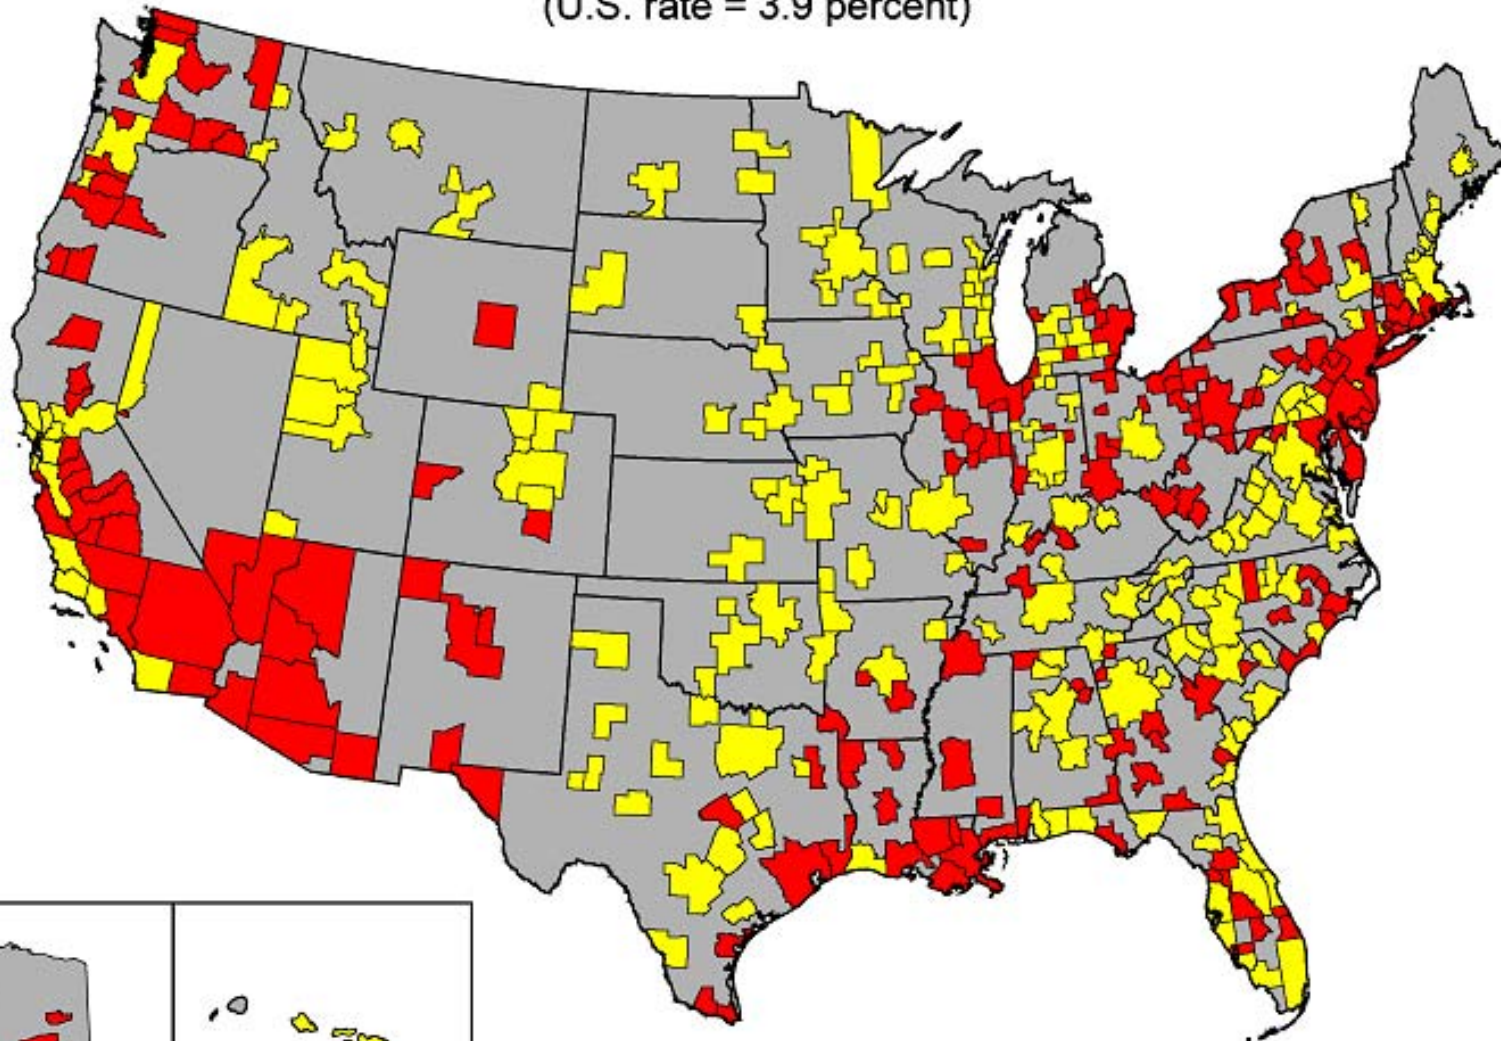 (U.S. rate = 3.9 percent)